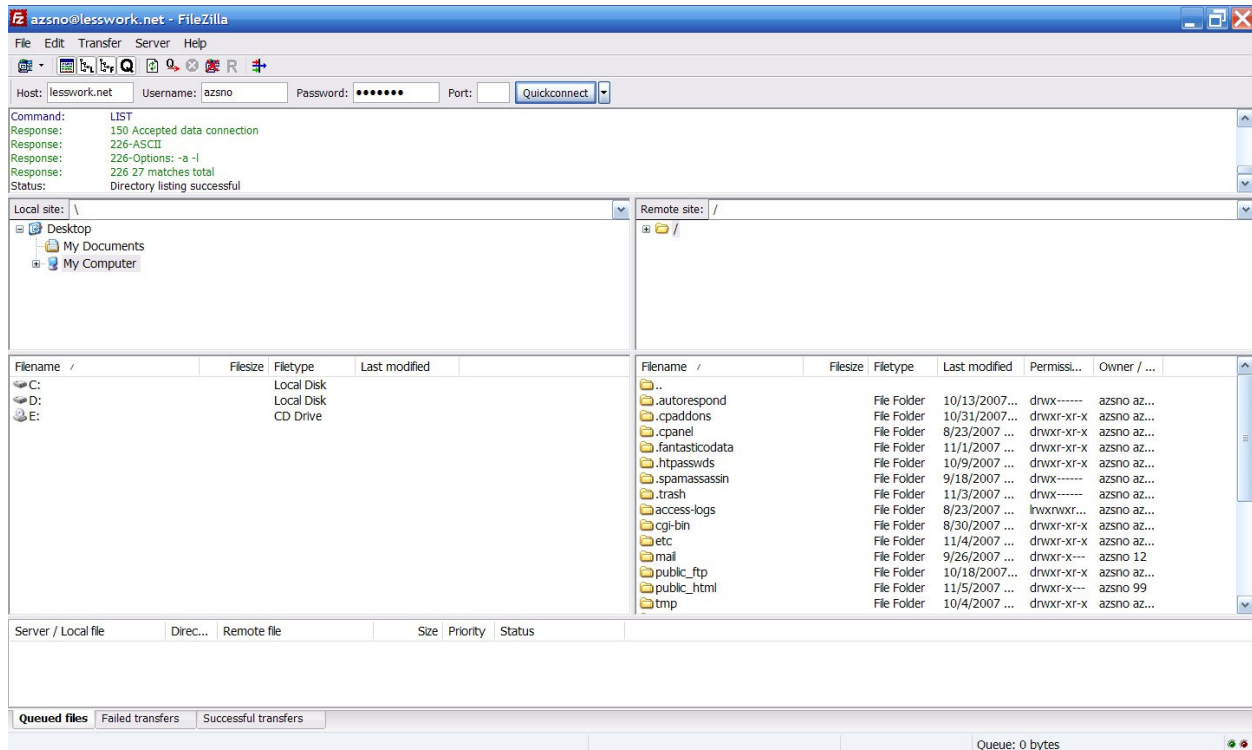 azsno@lesswork.net - FileZilla
File Edit Transfer Server Help
Host: lesswork.net Username: azsno Password: ●●●●●●● Port: Quickconnect
Command: LIST
Response: 150 Accepted data connection
Response: 226-ASCII
Response: 226-Options: -a -l
Response: 226 27 matches total
Status: Directory listing successful
Local site: \
Desktop
My Documents
My Computer
Remote site: /
/
Filename / Filesize Filetype Last modified
C: Local Disk
D: Local Disk
E: CD Drive
Filename / Filesize Filetype Last modified Permissi... Owner / ...
..
.autorespond File Folder 10/13/2007... drwx------ azsno az...
.cpaddons File Folder 10/31/2007... drwxr-xr-x azsno az...
.cpanel File Folder 8/23/2007 ... drwxr-xr-x azsno az...
.fantasticodata File Folder 11/1/2007 ... drwxr-xr-x azsno az...
.htpasswds File Folder 10/9/2007 ... drwxr-xr-x azsno az...
.spamassassin File Folder 9/18/2007 ... drwx------ azsno az...
.trash File Folder 11/3/2007 ... drwx------ azsno az...
access-logs File Folder 8/23/2007 ... lrwxrwxr... azsno az...
cgi-bin File Folder 8/30/2007 ... drwxr-xr-x azsno az...
etc File Folder 11/4/2007 ... drwxr-xr-x azsno az...
mail File Folder 9/26/2007 ... drwxr-x--- azsno 12
public_ftp File Folder 10/18/2007... drwxr-xr-x azsno az...
public_html File Folder 11/5/2007 ... drwxr-x--- azsno 99
tmp File Folder 10/4/2007 ... drwxr-xr-x azsno az...
Server / Local file Direc... Remote file Size Priority Status
Queued files Failed transfers Successful transfers
Queue: 0 bytes